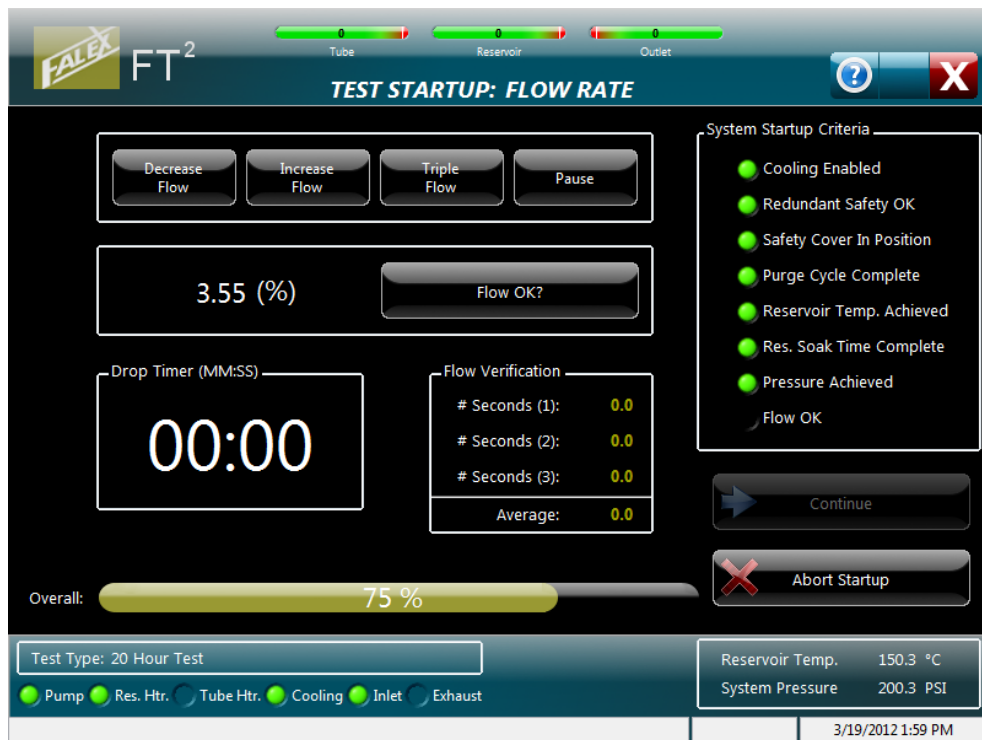 FALEX FT2
0 0 0
Tube Reservoir Outlet
?
X
TEST STARTUP: FLOW RATE
Decrease Flow
Increase Flow
Triple Flow
Pause
3.55 (%)
Flow OK?
Drop Timer (MM:SS)
00:00
Flow Verification
# Seconds (1): 0.0
# Seconds (2): 0.0
# Seconds (3): 0.0
Average: 0.0
System Startup Criteria
Cooling Enabled
Redundant Safety OK
Safety Cover In Position
Purge Cycle Complete
Reservoir Temp. Achieved
Res. Soak Time Complete
Pressure Achieved
Flow OK
Continue
Abort Startup
Overall: 75 %
Test Type: 20 Hour Test
Pump Res. Htr. Tube Htr. Cooling Inlet Exhaust
Reservoir Temp. 150.3 °C
System Pressure 200.3 PSI
3/19/2012 1:59 PM